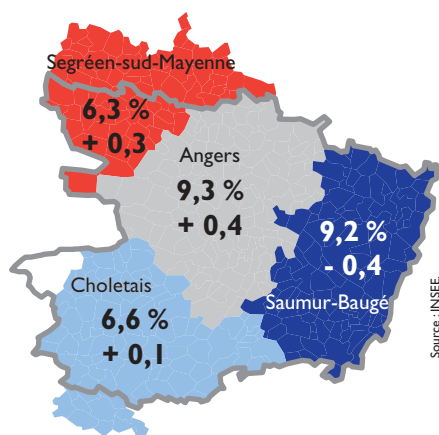 Segréen-sud-Mayenne
6,3 %
+ 0,3
Angers
9,3 %
+ 0,4
9,2 %
- 0,4
Saumur-Baugé
Choletais
6,6 %
+ 0,1
Source : INSEE.